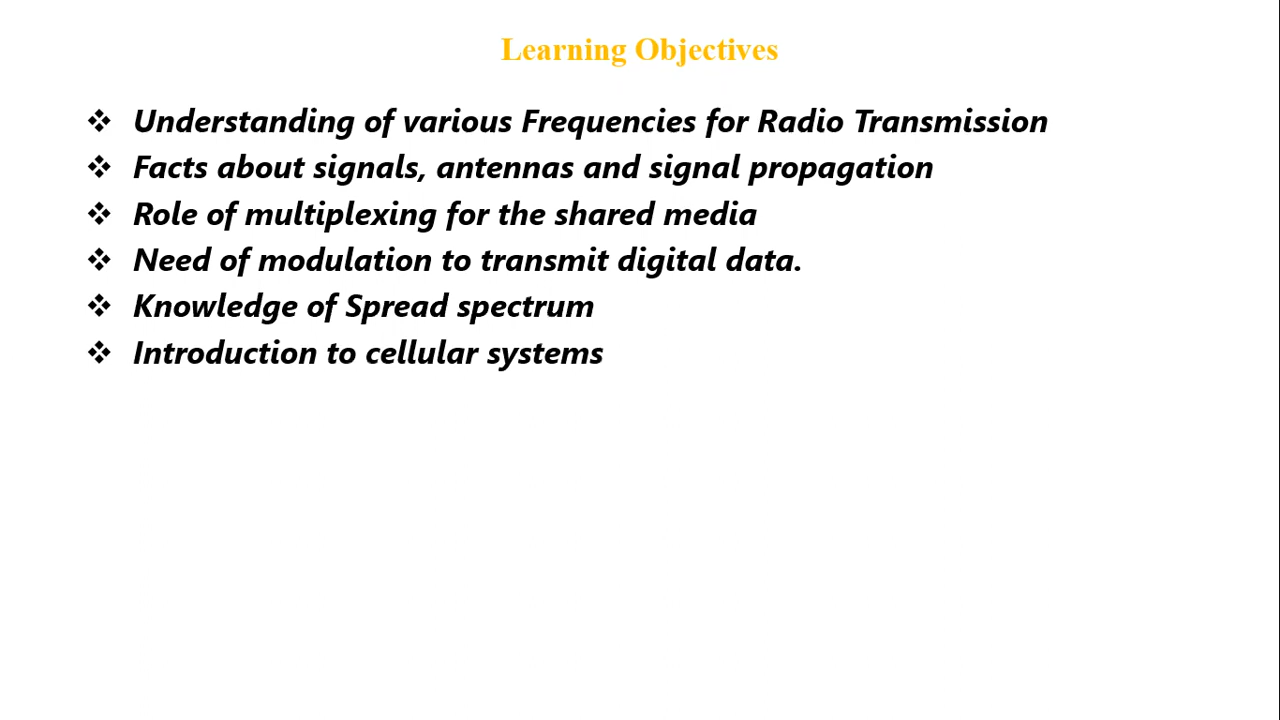 Learning Objectives
❖ Understanding of various Frequencies for Radio Transmission
❖ Facts about signals, antennas and signal propagation
❖ Role of multiplexing for the shared media
❖ Need of modulation to transmit digital data.
❖ Knowledge of Spread spectrum
❖ Introduction to cellular systems